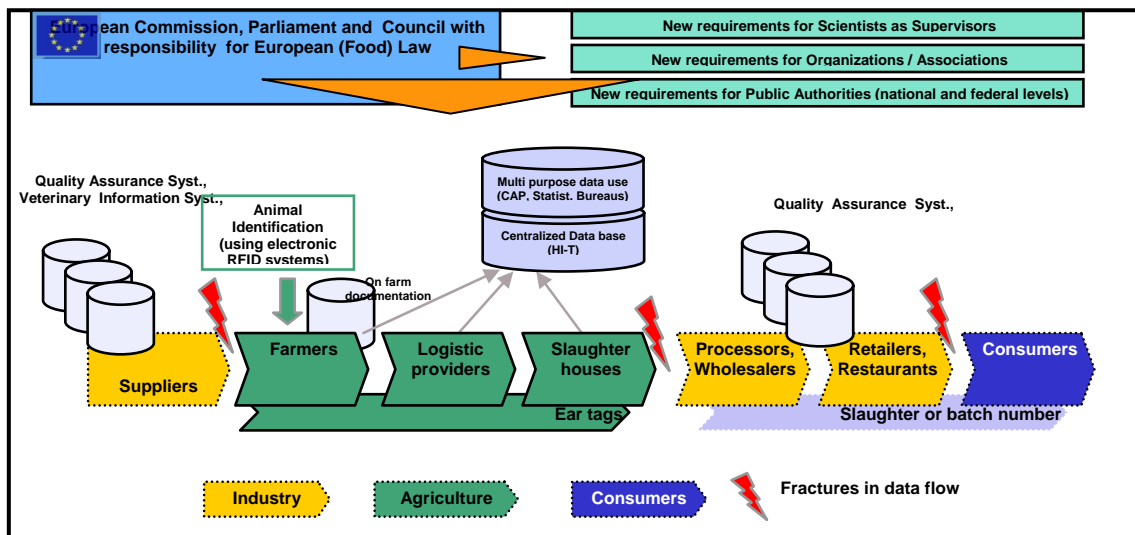 European Commission, Parliament and Council with
responsibility for European (Food) Law
New requirements for Scientists as Supervisors
New requirements for Organizations / Associations
New requirements for Public Authorities (national and federal levels)
Quality Assurance Syst.,
Veterinary Information Syst.,
Animal
Identification
(using electronic
RFID systems)
Multi purpose data use
(CAP, Statist. Bureaus)
Centralized Data base
(HI-T)
Quality Assurance Syst.,
On farm
documentation
Suppliers
Farmers
Logistic
providers
Slaughter
houses
Processors,
Wholesalers
Retailers,
Restaurants
Consumers
Ear tags
Slaughter or batch number
Industry
Agriculture
Consumers
Fractures in data flow